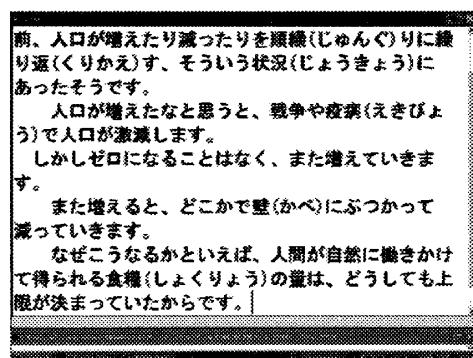 前、人口が増えたり減ったりを順繰(じゅんぐ)りに繰
り返(くりかえ)す、そういう状況(じょうきょう)に
あったそうです。
人口が増えたなと思うと、戦争や疫病(えきびょ
う)で人口が激減します。
しかしゼロになることはなく、また増えていきま
す。
また増えると、どこかで壁(かべ)にぶつかって
減っていきます。
なぜこうなるかといえば、人間が自然に働きかけ
て得られる食糧(しょくりょう)の量は、どうしても上
限が決まっていたからです。